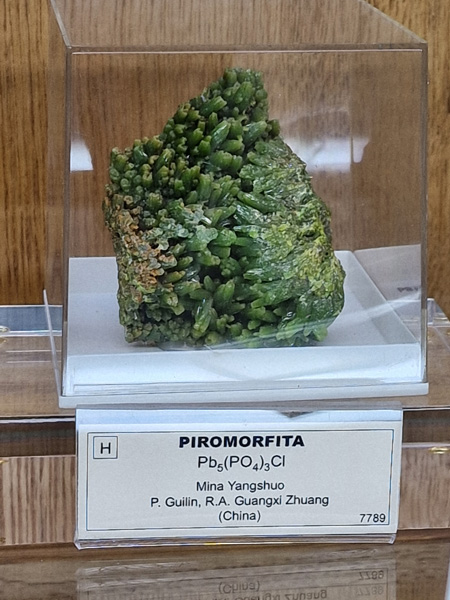 H
PIROMORFITA
Pb₅(PO₄)₃Cl
Mina Yangshuo
P. Guilin, R.A. Guangxi Zhuang
(China)
7789